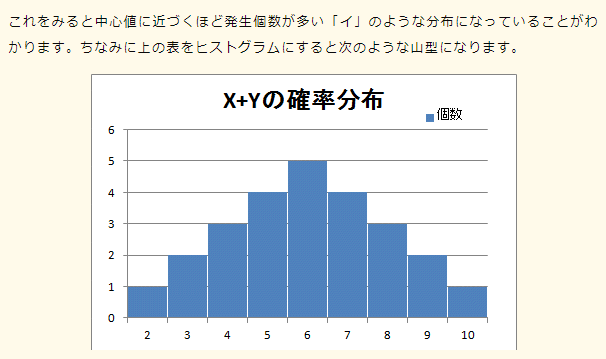 これをみると中心値に近づくほど発生個数が多い「イ」のような分布になっていることがわ
かります。ちなみに上の表をヒストグラムにすると次のような山型になります。
X+Yの確率分布
個数
6
5
4
3
2
1
0
2 3 4 5 6 7 8 9 10